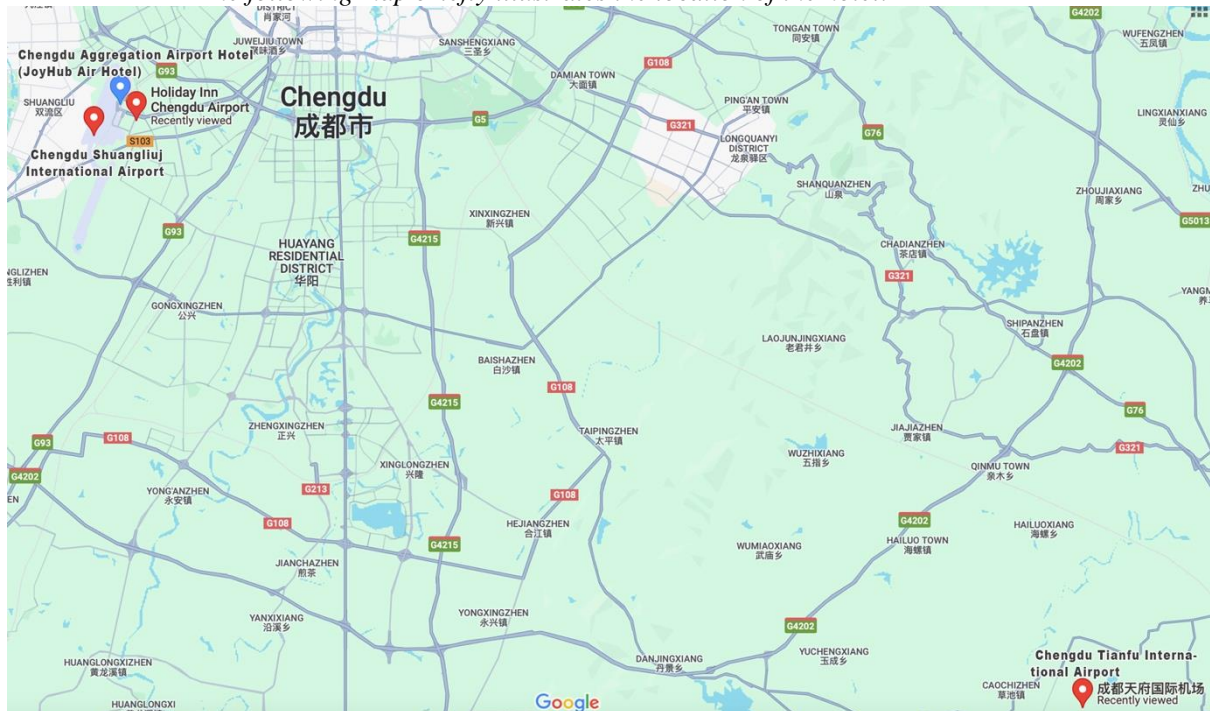 G4202
DISTRICT
肖家河
JUWEIJIU TOWN
SANSHENGXIANG
三圣乡
TONGAN TOWN
同安镇
WUFENGZHEN
五凤镇
Chengdu Aggregation Airport Hotel
(JoyHub Air Hotel)
G93
G108
DAMIAN TOWN
大面镇
Holiday Inn
Chengdu Airport
Recently viewed
SHUANGLIU
双流区
Chengdu
成都市
PING'AN TOWN
平安镇
LINGXIANXIANG
灵仙乡
G5
G321
G76
S103
LONGQUANYI
DISTRICT
龙泉驿区
Chengdu Shuangliuj
International Airport
SHANQUANZHEN
山泉
ZHOUJIAXIANG
周家乡
ZHU
XINXINGZHEN
新兴镇
G5013
G93
G4215
HUAYANG
RESIDENTIAL
DISTRICT
华阳
CHADIANZHEN
茶店镇
NGLIZHEN
胜利镇
G321
YANGM
GONGXINGZHEN
公兴
SHIPANZHEN
石盘镇
LAOJUNJINGXIANG
老君井乡
BAISHAZHEN
白沙镇
G4202
G108
G4215
G76
ZHENGXINGZHEN
正兴
TAIPINGZHEN
太平镇
JIAJIAZHEN
贾家镇
G93
G108
G321
WUZHIXIANG
五指乡
XINGLONGZHEN
兴隆
QINMU TOWN
泉木乡
G4202
EN
YONG'ANZHEN
永安镇
G213
G108
G108
HEJIANGZHEN
合江镇
G4202
HAILUOXIANG
海螺乡
G4215
WUMIAOXIANG
武庙乡
HAILUO TOWN
海螺镇
JIANCHAZHEN
煎茶
YANXIXIANG
沿溪乡
YONGXINGZHEN
永兴镇
G4202
HUANGLONGXIZHEN
黄龙溪镇
DANJINGXIANG
丹景乡
YUCHENGXIANG
玉成乡
Chengdu Tianfu Interna-
tional Airport
CAOCHIZHEN
草池镇
成都天府国际机场
Recently viewed
HUANGLONGXI
Google